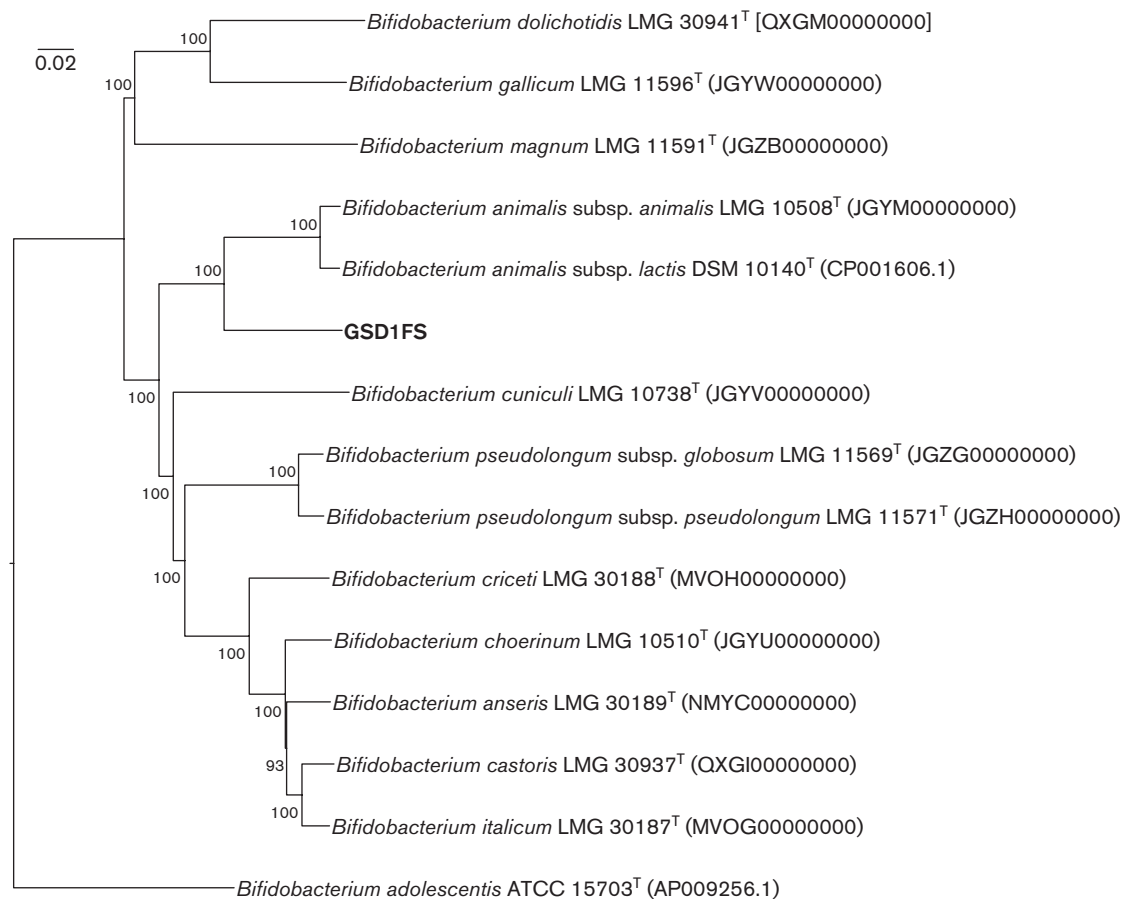 Bifidobacterium dolichotidis LMG 30941ᵀ [QXGM00000000]
100
0.02
Bifidobacterium gallicum LMG 11596ᵀ (JGYW00000000)
100
Bifidobacterium magnum LMG 11591ᵀ (JGZB00000000)
Bifidobacterium animalis subsp. animalis LMG 10508ᵀ (JGYM00000000)
100
Bifidobacterium animalis subsp. lactis DSM 10140ᵀ (CP001606.1)
100
GSD1FS
Bifidobacterium cuniculi LMG 10738ᵀ (JGYV00000000)
100
Bifidobacterium pseudolongum subsp. globosum LMG 11569ᵀ (JGZG00000000)
100
100
Bifidobacterium pseudolongum subsp. pseudolongum LMG 11571ᵀ (JGZH00000000)
100
Bifidobacterium criceti LMG 30188ᵀ (MVOH00000000)
Bifidobacterium choerinum LMG 10510ᵀ (JGYU00000000)
100
Bifidobacterium anseris LMG 30189ᵀ (NMYC00000000)
100
Bifidobacterium castoris LMG 30937ᵀ (QXGI00000000)
93
100
Bifidobacterium italicum LMG 30187ᵀ (MVOG00000000)
Bifidobacterium adolescentis ATCC 15703ᵀ (AP009256.1)